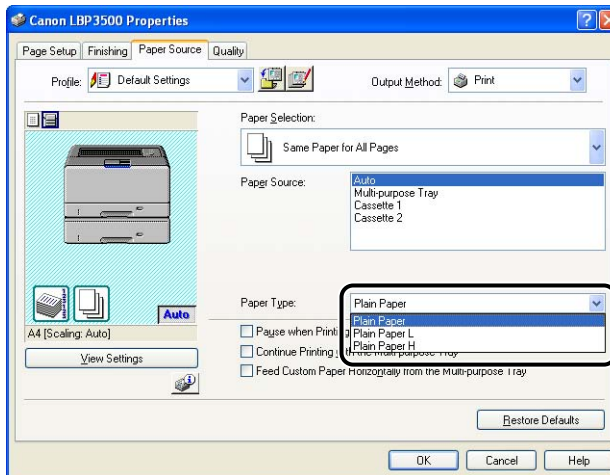 Canon LBP3500 Properties
Page Setup Finishing Paper Source Quality
Profile: Default Settings
Output Method: Print
Paper Selection:
Same Paper for All Pages
Paper Source:
Auto
Multi-purpose Tray
Cassette 1
Cassette 2
Auto
A4 [Scaling: Auto]
View Settings
Paper Type: Plain Paper
Plain Paper
Plain Paper L
Plain Paper H
Pause when Printing
Continue Printing with the Multi-purpose Tray
Feed Custom Paper Horizontally from the Multi-purpose Tray
Restore Defaults
OK Cancel Help